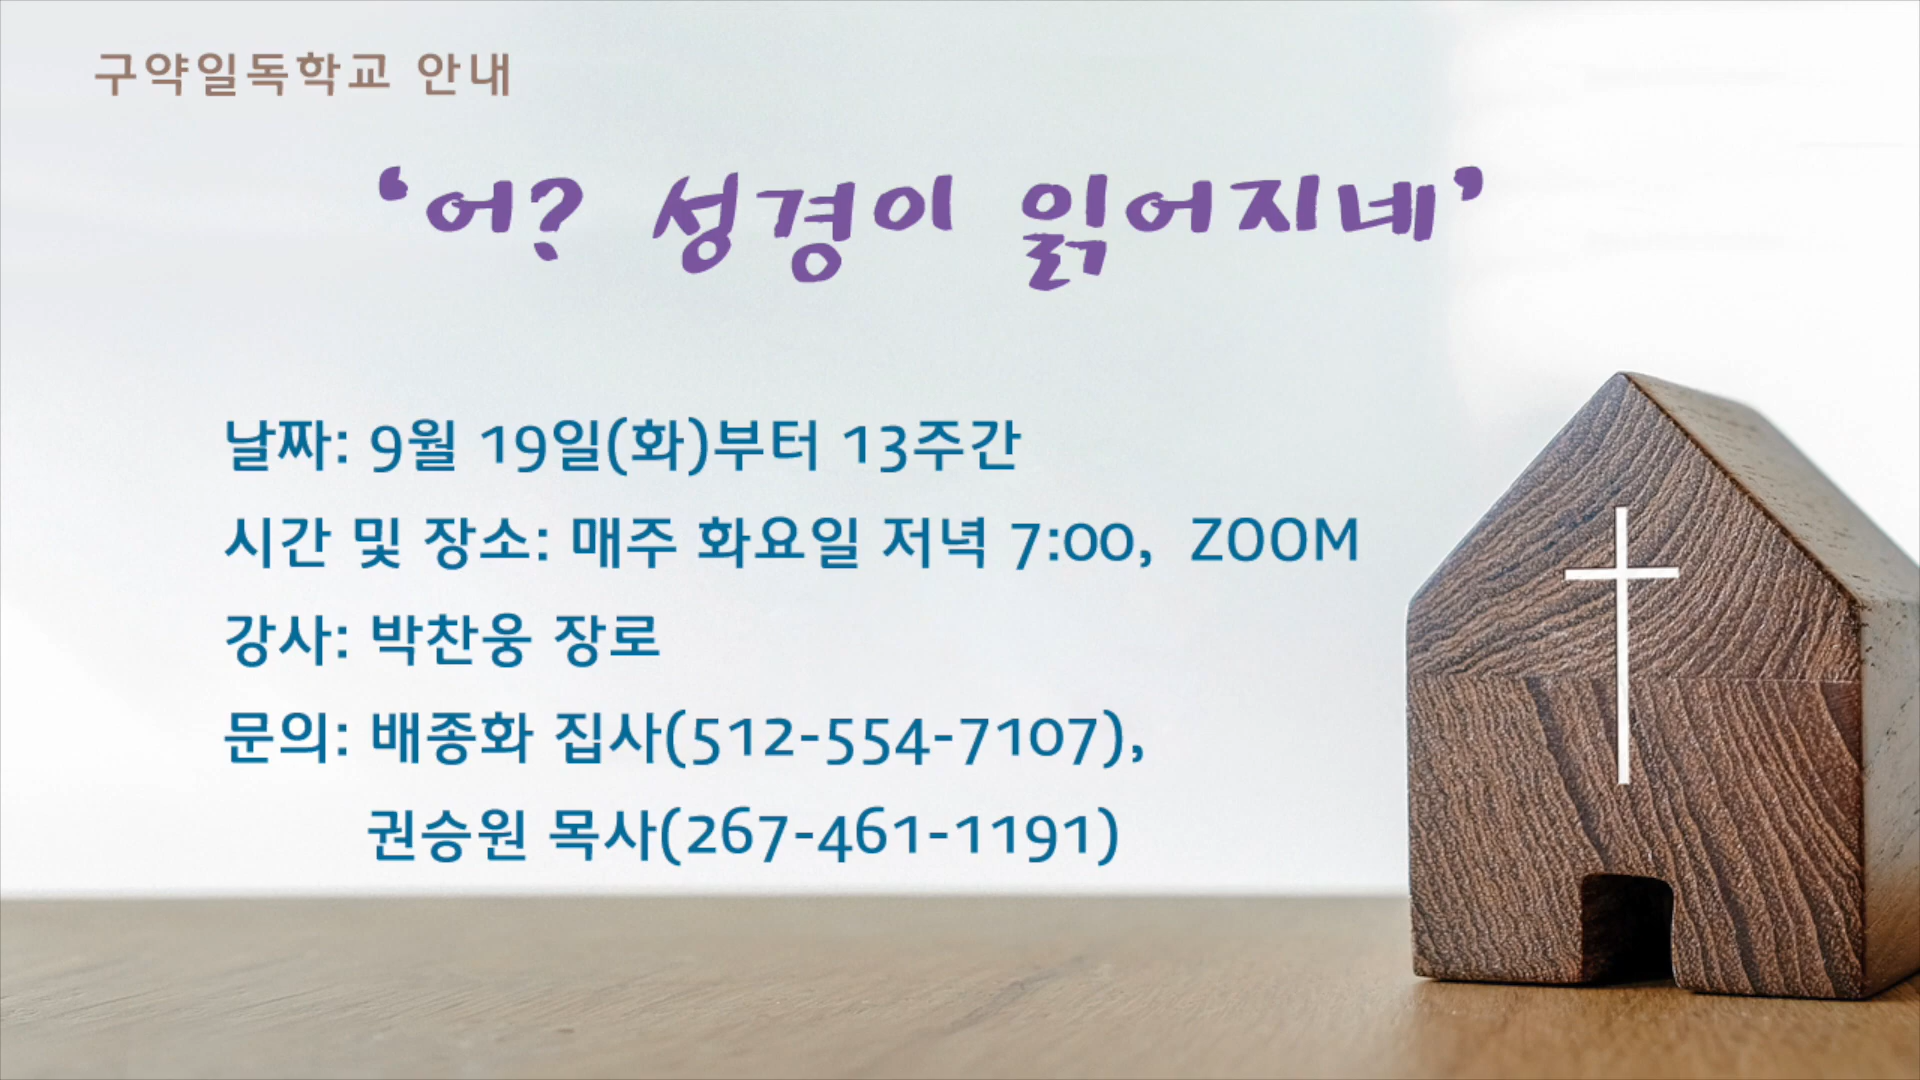 구약일독학교 안내
‘어? 성경이 읽어지네’
날짜: 9월 19일(화)부터 13주간
시간 및 장소: 매주 화요일 저녁 7:00, ZOOM
강사: 박찬웅 장로
문의: 배종화 집사(512-554-7107),
권승원 목사(267-461-1191)